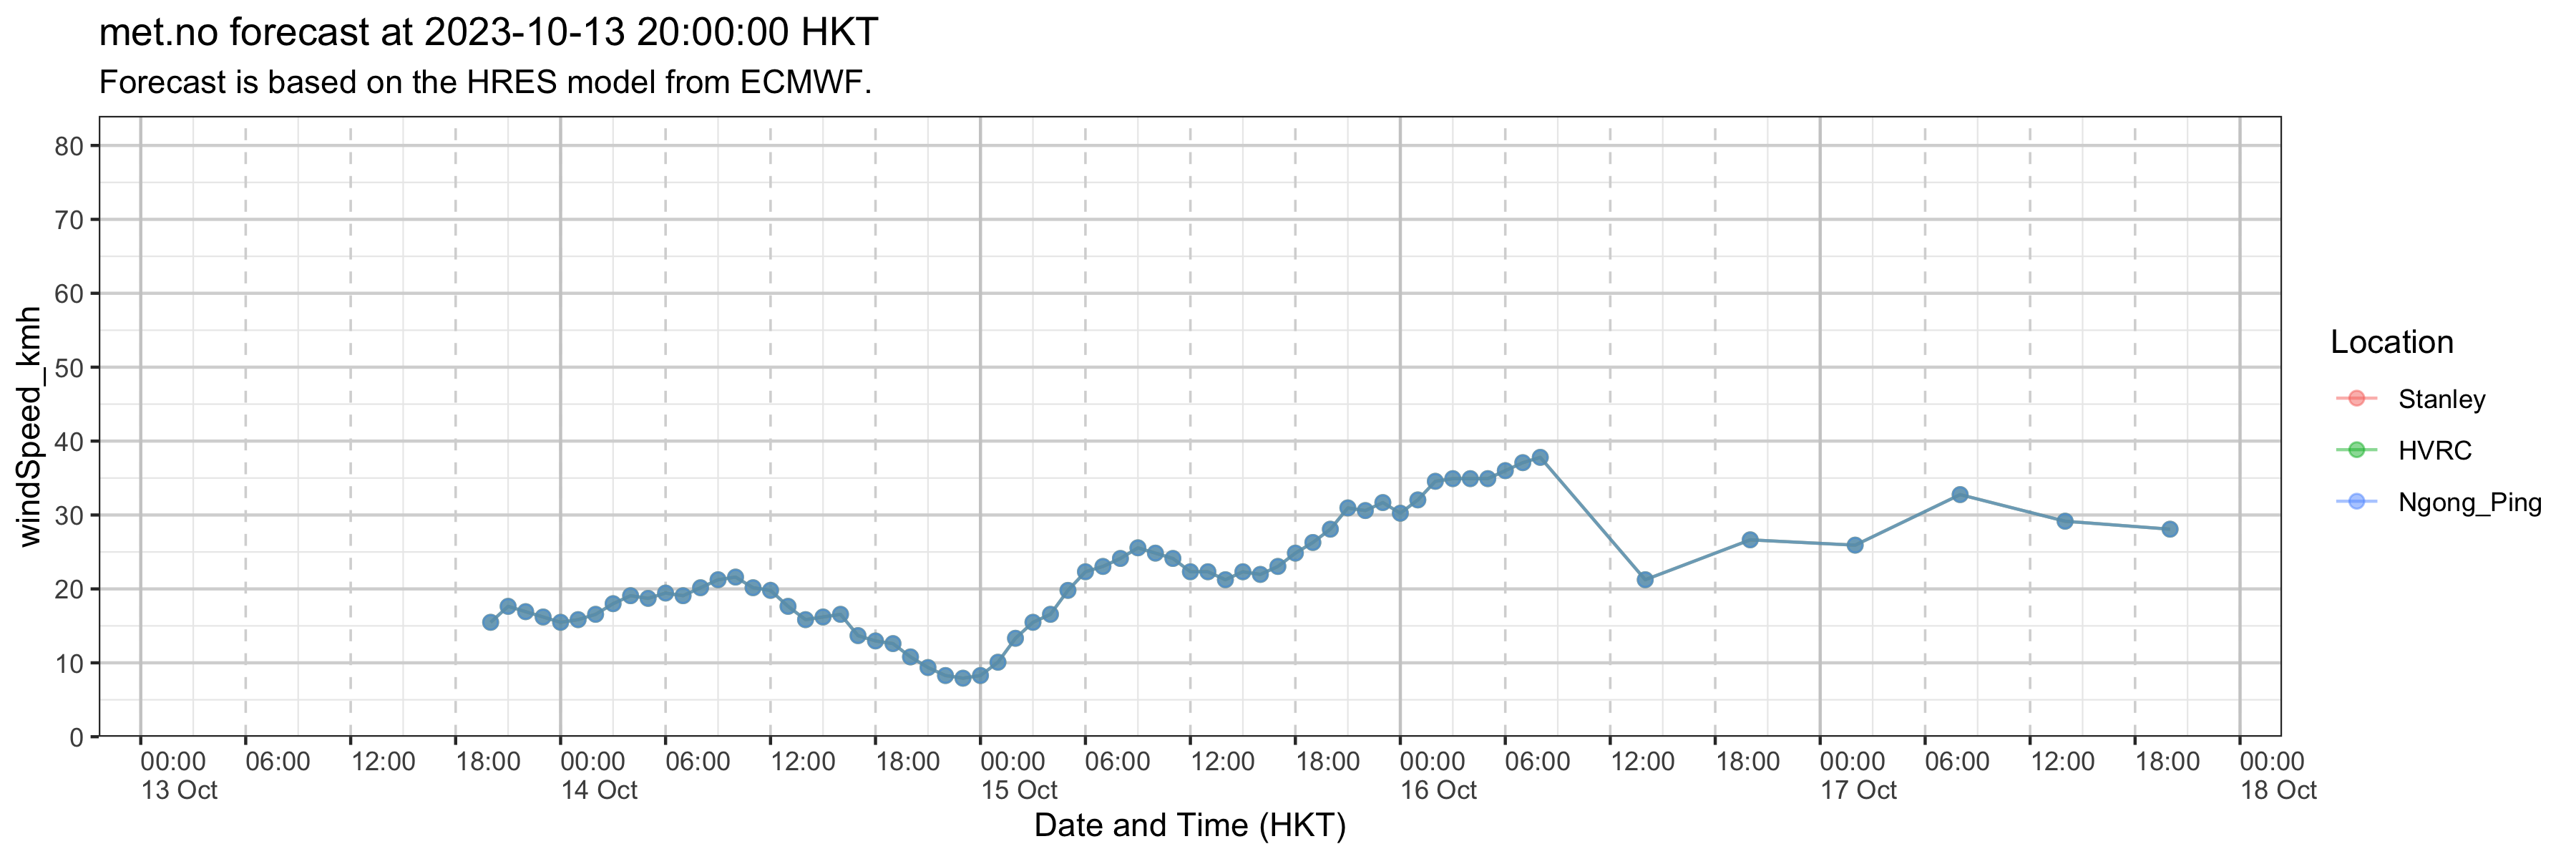 met.no forecast at 2023-10-13 20:00:00 HKT
Forecast is based on the HRES model from ECMWF.
windSpeed_kmh
80
70
60
50
40
30
20
10
0
00:00 06:00 12:00 18:00 00:00 06:00 12:00 18:00 00:00 06:00 12:00 18:00 00:00 06:00 12:00 18:00 00:00 06:00 12:00 18:00 00:00
13 Oct 14 Oct 15 Oct 16 Oct 17 Oct 18 Oct
Date and Time (HKT)
Location
Stanley
HVRC
Ngong_Ping